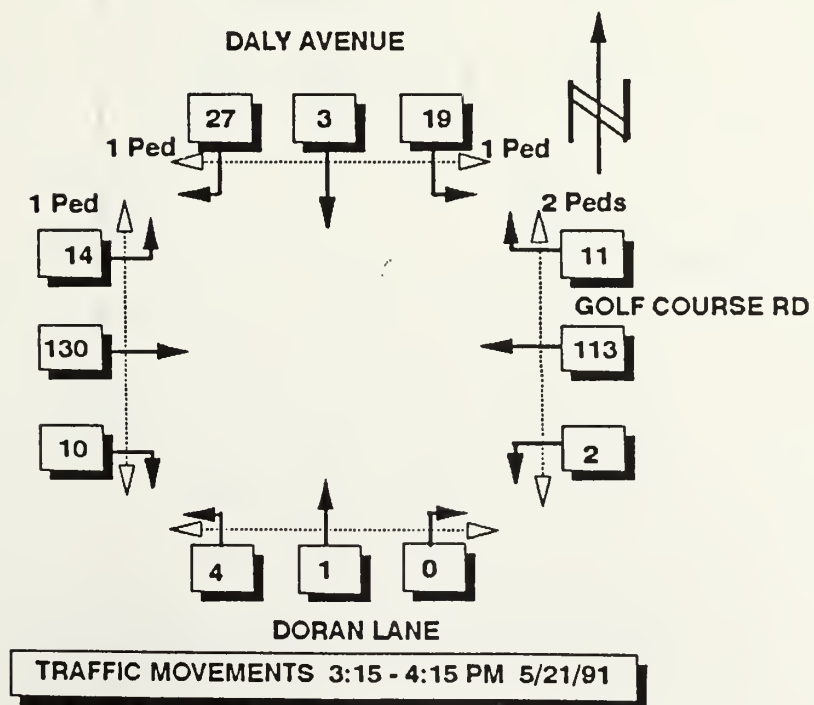 DALY AVENUE
27 3 19
1 Ped 1 Ped
1 Ped 2 Peds
14 11
GOLF COURSE RD
130 113
10 2
4 1 0
DORAN LANE
TRAFFIC MOVEMENTS 3:15 - 4:15 PM 5/21/91